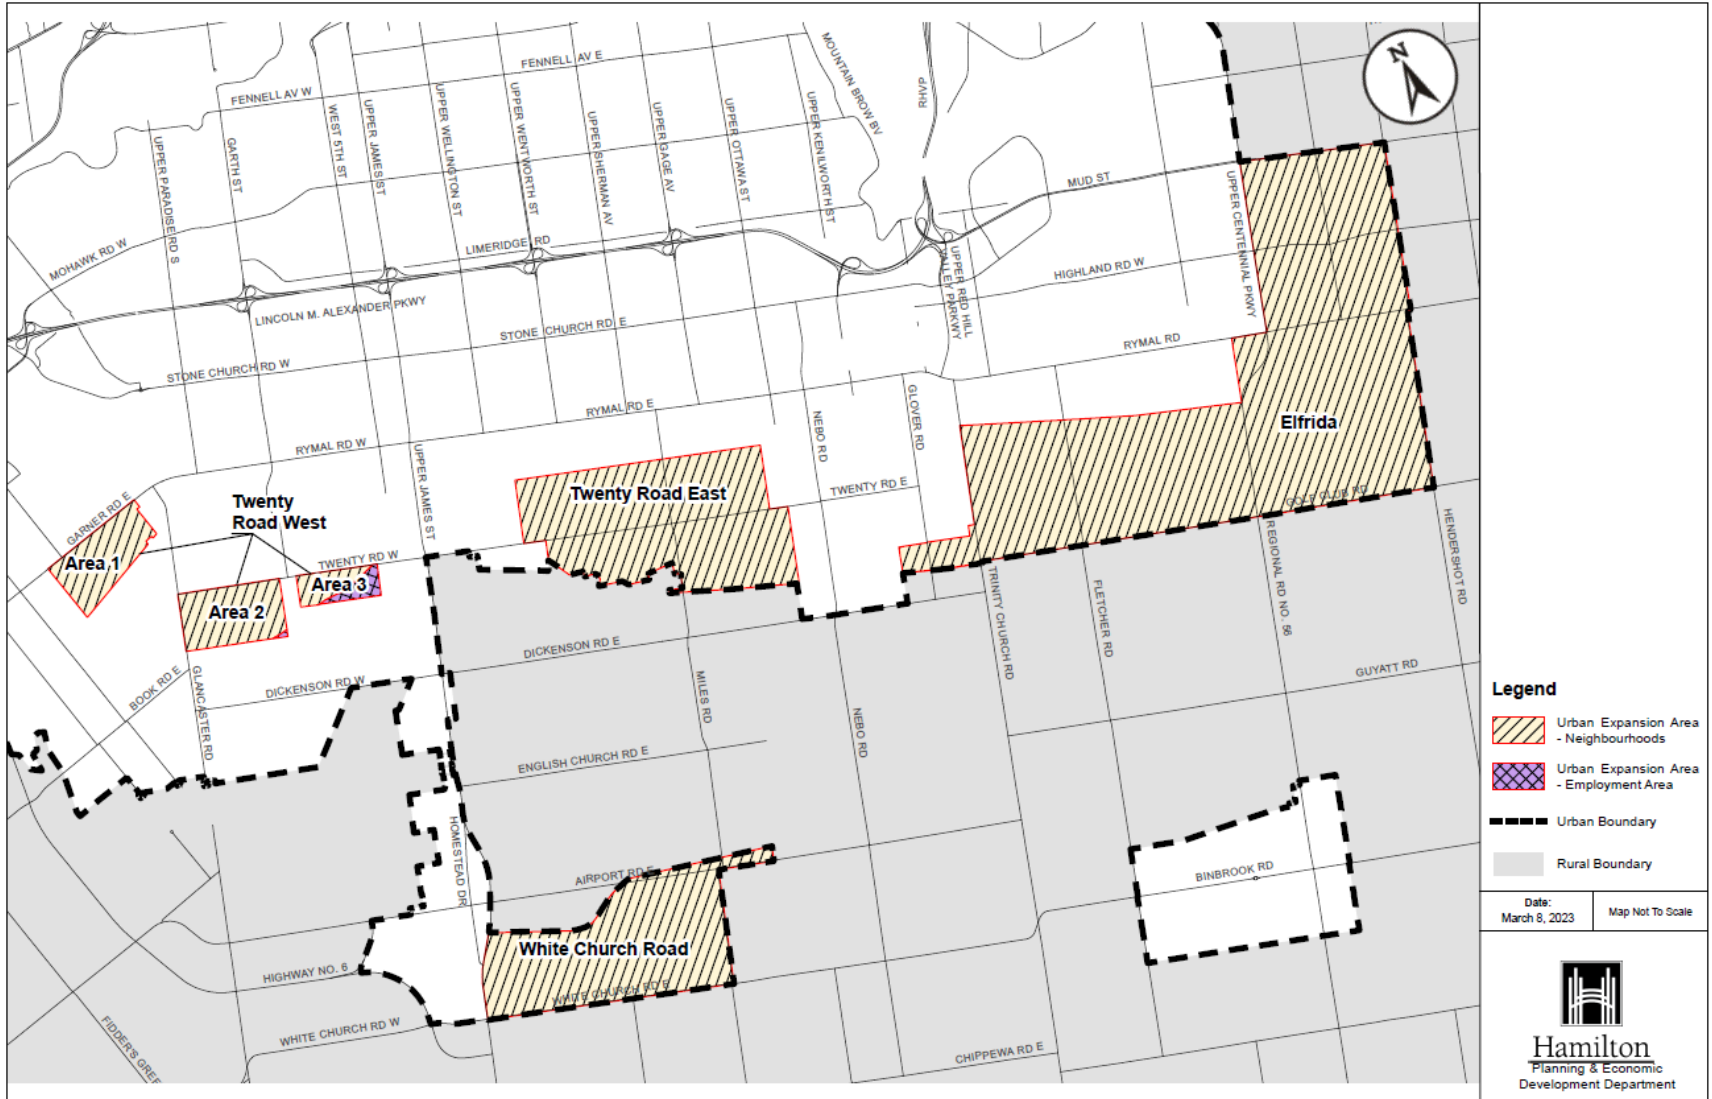 FENNELL AV E
FENNELL AV W
MOUNTAIN BROW BV
RHVP
N
UPPER PARADISE RD S
GARTH ST
WEST 5TH ST
UPPER JAMES ST
UPPER WELLINGTON ST
UPPER WENTWORTH ST
UPPER SHERMAN AV
UPPER GAGE AV
UPPER OTTAWA ST
UPPER KENILWORTH ST
MUD ST
UPPER CENTENNIAL PKWY
MOHAWK RD W
LIMERIDGE RD
LINCOLN M. ALEXANDER PKWY
UPPER RED HILL
VALLEY PARKWAY
HIGHLAND RD W
STONE CHURCH RD E
STONE CHURCH RD W
RYMAL RD
RYMAL RD E
RYMAL RD W
UPPER JAMES ST
NEBO RD
GLOVER RD
Elfrida
GARNER RD E
Twenty
Road West
Twenty Road East
TWENTY RD E
GOLF CLUB RD
TWENTY RD W
Area 1
Area 2
Area 3
REGIONAL RD NO. 56
HENDERSHOT RD
TRINITY CHURCH RD
FLETCHER RD
DICKENSON RD E
DICKENSON RD W
BOOK RD E
GLANCASTER RD
MILES RD
NEBO RD
GUYATT RD
ENGLISH CHURCH RD E
HOMESTEAD DR
AIRPORT RD E
BINBROOK RD
White Church Road
HIGHWAY NO. 6
WHITE CHURCH RD E
WHITE CHURCH RD W
FIDDER'S GREE
CHIPPEWA RD E
Legend
Urban Expansion Area
- Neighbourhoods
Urban Expansion Area
- Employment Area
Urban Boundary
Rural Boundary
Date:
March 8, 2023
Map Not To Scale
Hamilton
Planning & Economic
Development Department